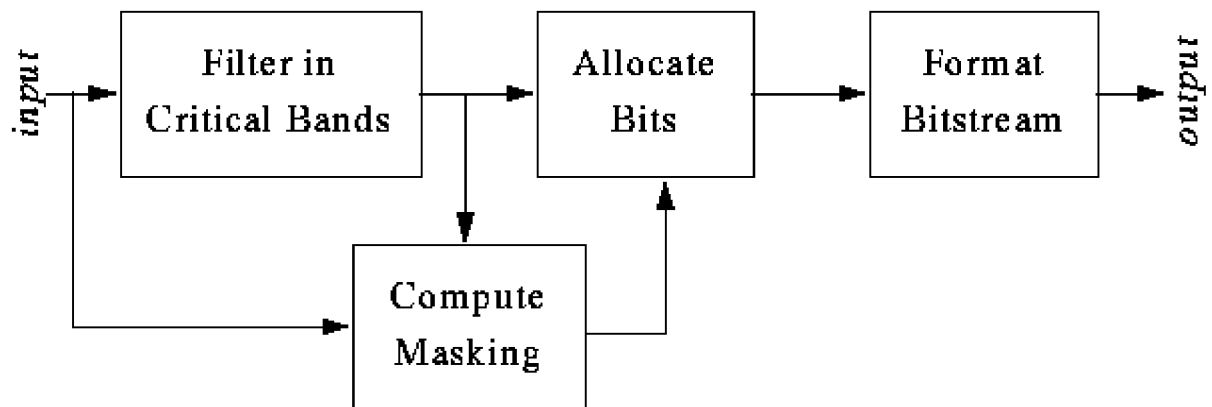 input
Filter in
Critical Bands
Allocate
Bits
Format
Bitstream
output
Compute
Masking